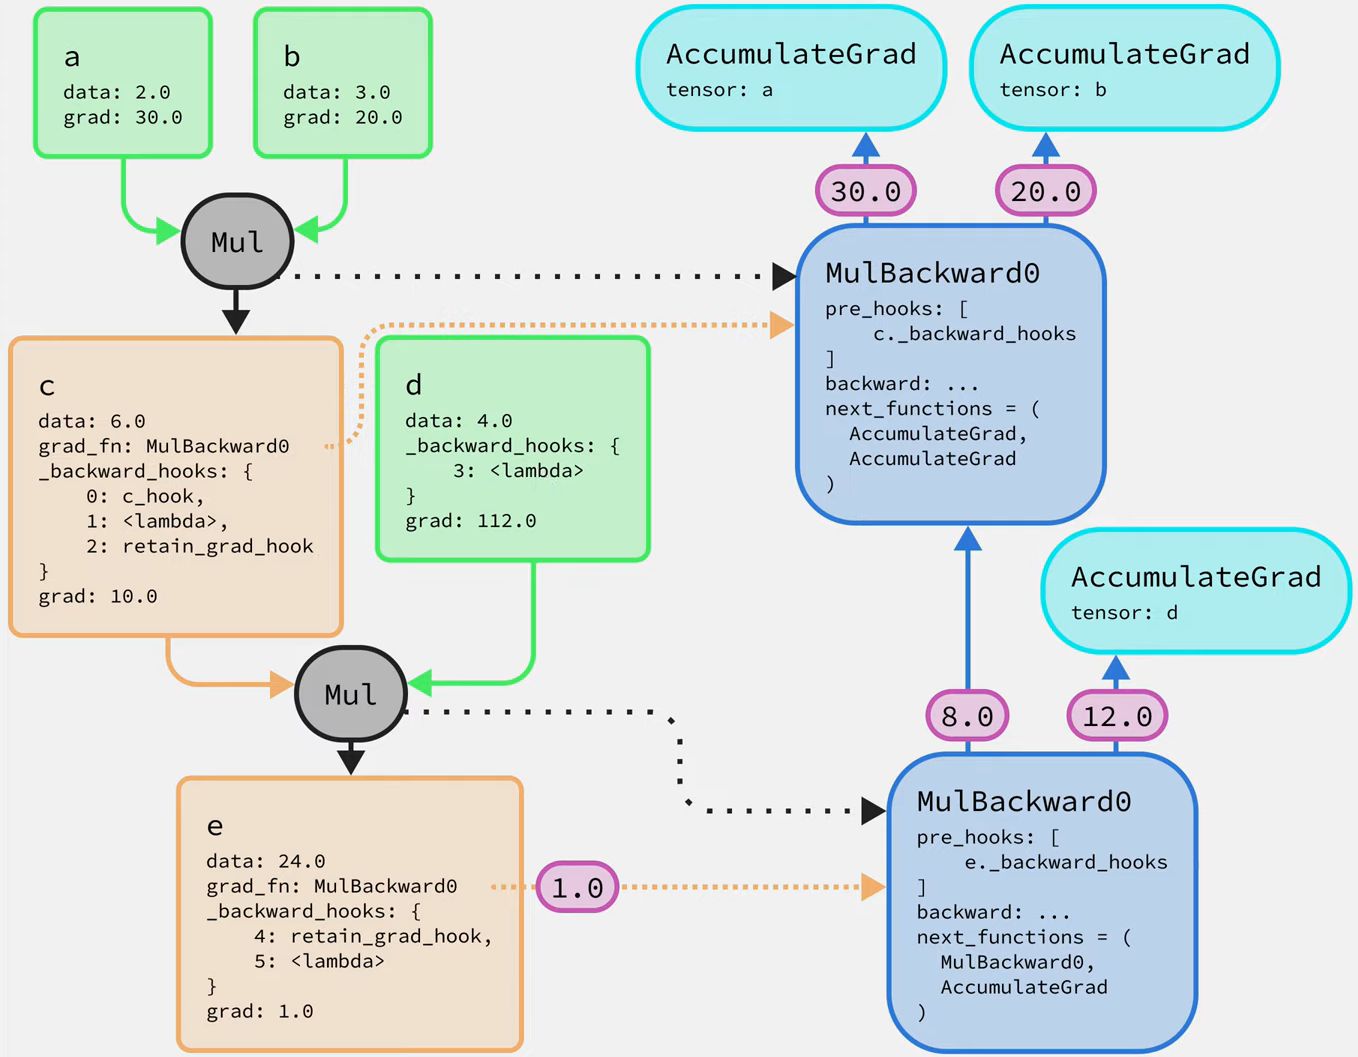 a
data: 2.0
grad: 30.0
b
data: 3.0
grad: 20.0
AccumulateGrad
tensor: a
AccumulateGrad
tensor: b
30.0
20.0
Mul
MulBackward0
pre_hooks: [
c._backward_hooks
]
backward: ...
next_functions = (
AccumulateGrad,
AccumulateGrad
)
c
data: 6.0
grad_fn: MulBackward0
_backward_hooks: {
0: c_hook,
1: <lambda>,
2: retain_grad_hook
}
grad: 10.0
d
data: 4.0
_backward_hooks: {
3: <lambda>
}
grad: 112.0
AccumulateGrad
tensor: d
Mul
8.0
12.0
e
data: 24.0
grad_fn: MulBackward0
_backward_hooks: {
4: retain_grad_hook,
5: <lambda>
}
grad: 1.0
1.0
MulBackward0
pre_hooks: [
e._backward_hooks
]
backward: ...
next_functions = (
MulBackward0,
AccumulateGrad
)